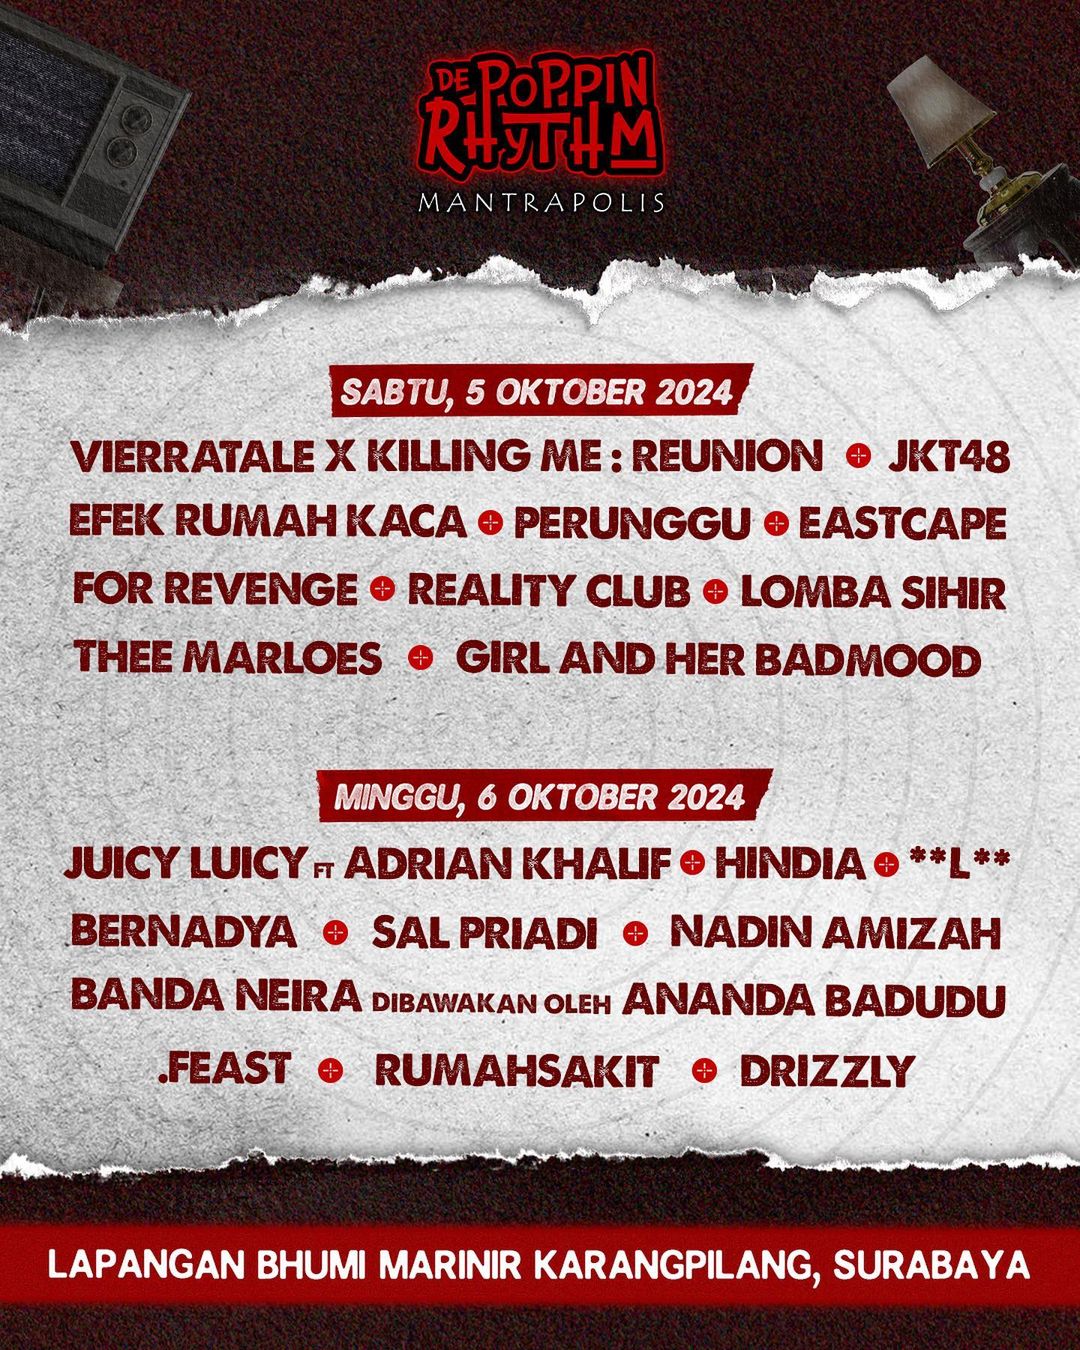 DE POPPIN
RHYTHM
MANTRAPOLIS
SABTU, 5 OKTOBER 2024
VIERRATALE X KILLING ME : REUNION JKT48
EFEK RUMAH KACA PERUNGGU EASTCAPE
FOR REVENGE REALITY CLUB LOMBA SIHIR
THEE MARLOES GIRL AND HER BADMOOD
MINGGU, 6 OKTOBER 2024
JUICY LUICY FT ADRIAN KHALIF HINDIA **L**
BERNADYA SAL PRIADI NADIN AMIZAH
BANDA NEIRA DIBAWAKAN OLEH ANANDA BADUDU
.FEAST RUMAHSAKIT DRIZZLY
LAPANGAN BHUMI MARINIR KARANGPILANG, SURABAYA